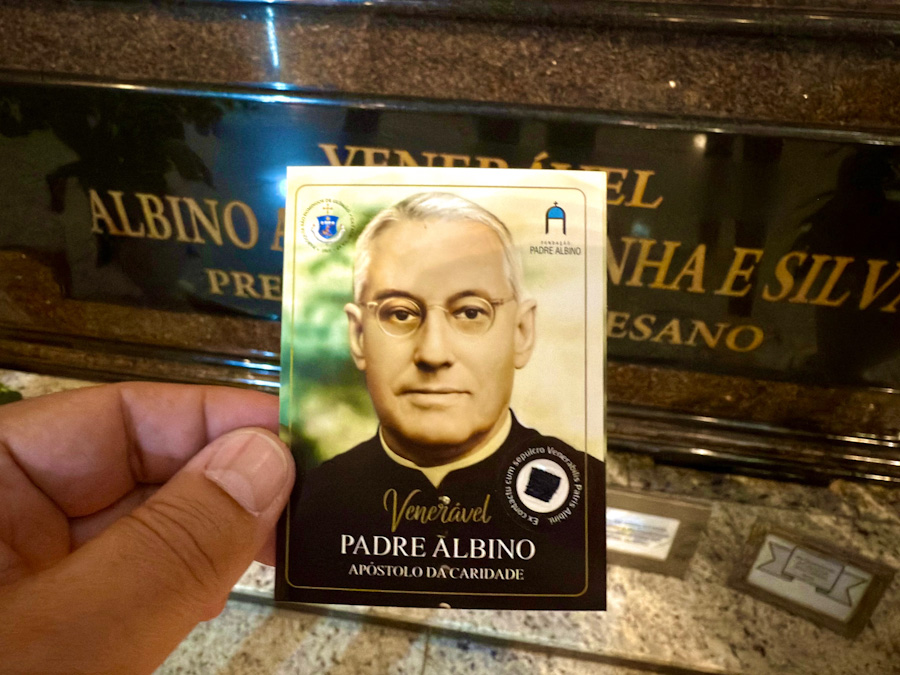 VENERÁVEL
ALBINO A NHA E SILVA
PRE ESANO
FUNDAÇÃO
PADRE ALBINO
Ex contactu cum sepulcro Venerabilis Patris Albini.
Venerável
PADRE ALBINO
APÓSTOLO DA CARIDADE